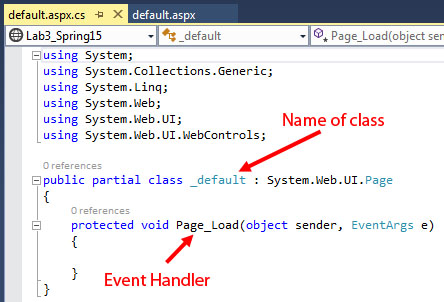 default.aspx.cs default.aspx
Lab3_Spring15 _default Page_Load(object sen
using System;
using System.Collections.Generic;
using System.Linq;
using System.Web;
using System.Web.UI;
using System.Web.UI.WebControls;
Name of class
0 references
public partial class _default : System.Web.UI.Page
{
0 references
protected void Page_Load(object sender, EventArgs e)
{
Event Handler
}
}